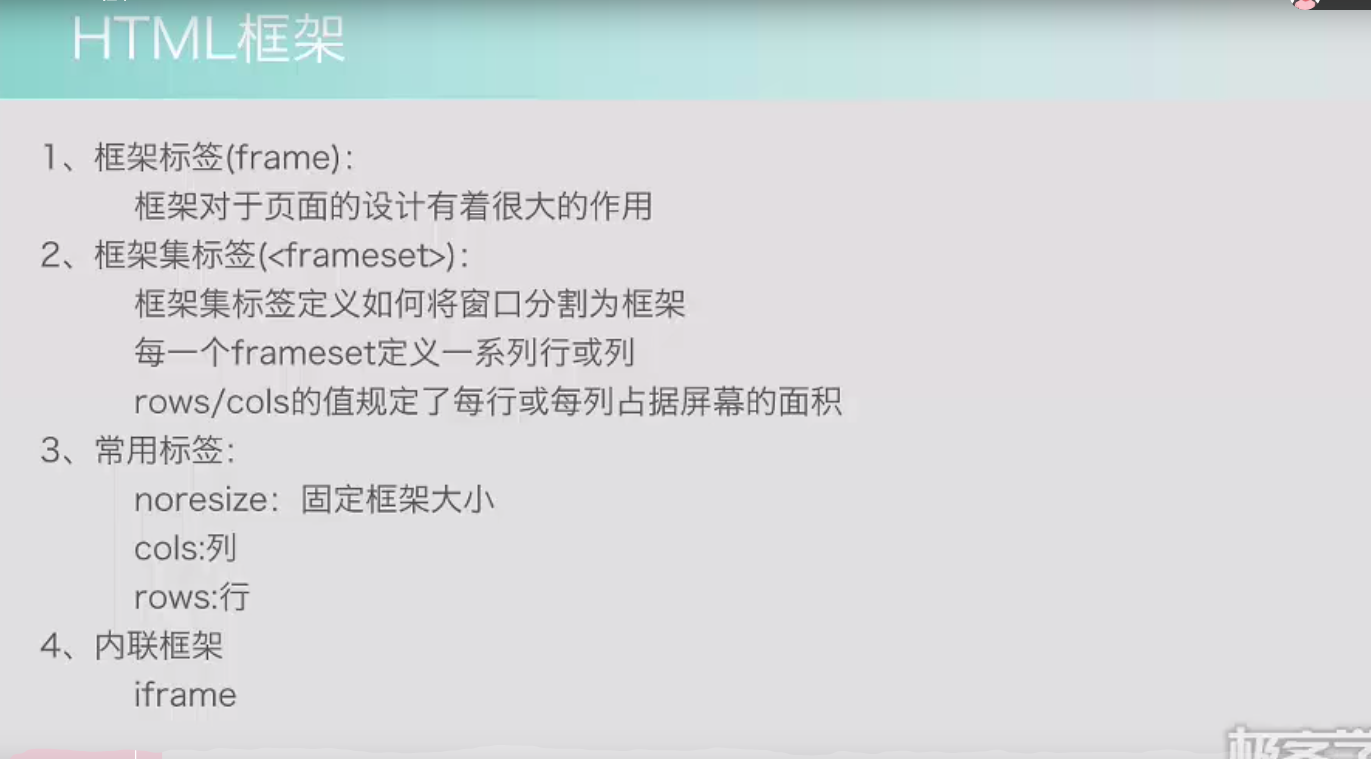 HTML框架
1、框架标签(frame)：
框架对于页面的设计有着很大的作用
2、框架集标签(<frameset>)：
框架集标签定义如何将窗口分割为框架
每一个frameset定义一系列行或列
rows/cols的值规定了每行或每列占据屏幕的面积
3、常用标签：
noresize：固定框架大小
cols:列
rows:行
4、内联框架
iframe
极客学